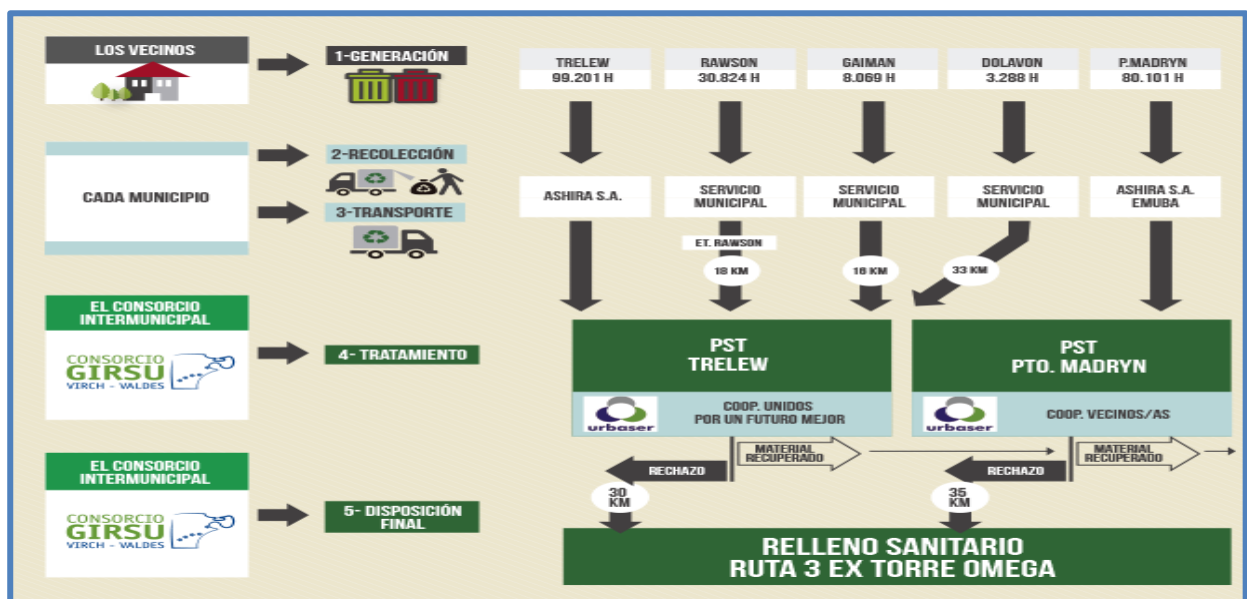 LOS VECINOS
1-GENERACIÓN
CADA MUNICIPIO
2-RECOLECCIÓN
3-TRANSPORTE
EL CONSORCIO
INTERMUNICIPAL
CONSORCIO
GIRSU
VIRCH - VALDES
4- TRATAMIENTO
EL CONSORCIO
INTERMUNICIPAL
CONSORCIO
GIRSU
VIRCH - VALDES
5- DISPOSICIÓN
FINAL
TRELEW
99.201 H
RAWSON
30.824 H
GAIMAN
8.069 H
DOLAVON
3.288 H
P.MADRYN
80.101 H
ASHIRA S.A.
SERVICIO
MUNICIPAL
SERVICIO
MUNICIPAL
SERVICIO
MUNICIPAL
ASHIRA S.A.
EMUBA
ET. RAWSON
18 KM
16 KM
33 KM
PST
TRELEW
urbaser
COOP. UNIDOS
POR UN FUTURO MEJOR
PST
PTO. MADRYN
urbaser
COOP. VECINOS/AS
RECHAZO
MATERIAL
RECUPERADO
30
KM
RECHAZO
MATERIAL
RECUPERADO
35
KM
RELLENO SANITARIO
RUTA 3 EX TORRE OMEGA